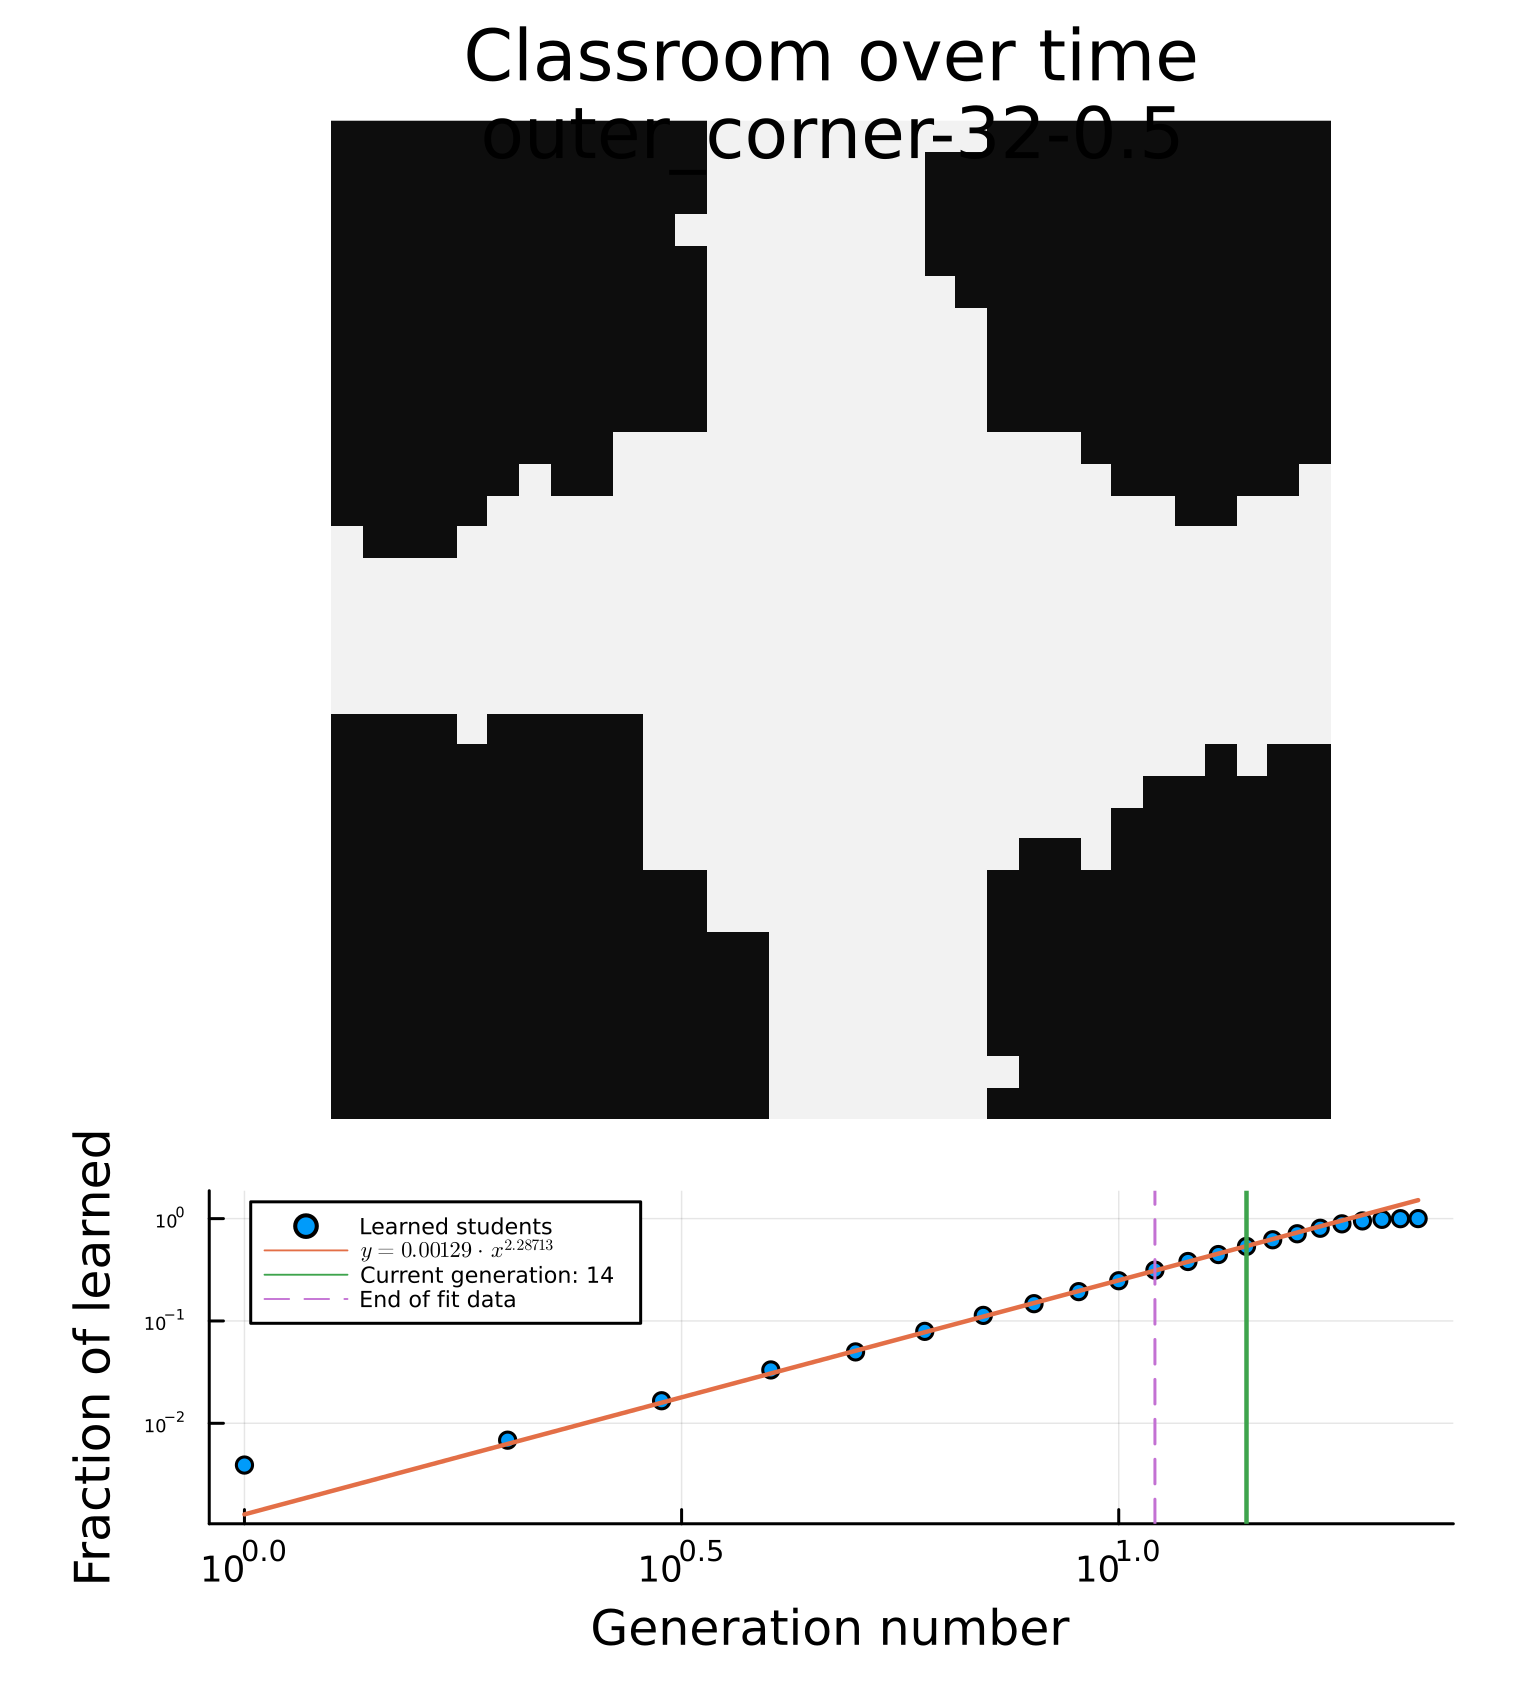 Classroom over time
outer_corner-32-0.5
Fraction of learned
10^0
10^−1
10^−2
Learned students
y = 0.00129 · x^2.28713
Current generation: 14
End of fit data
10^0.0
10^0.5
10^1.0
Generation number